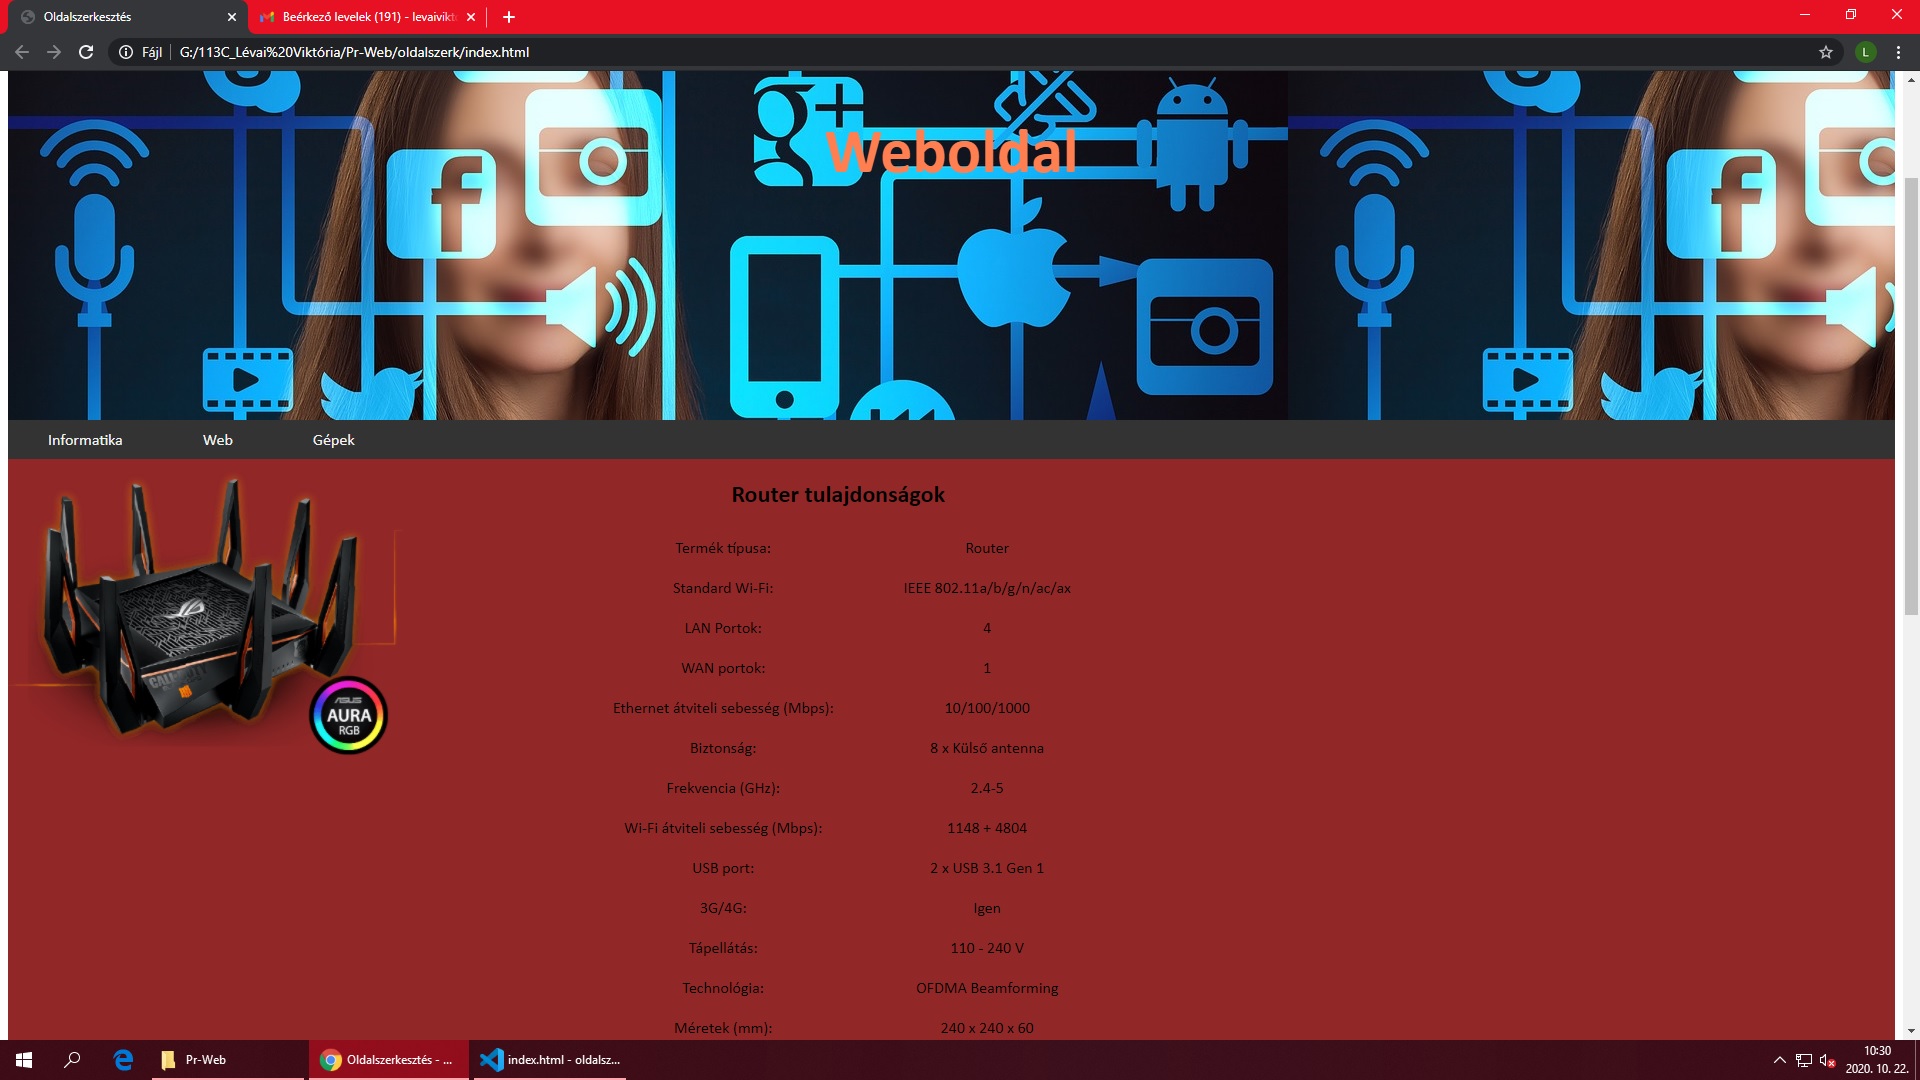 Oldalszerkesztés
Beérkező levelek (191) - levaivikt
Fájl
G:/113C_Lévai%20Viktória/Pr-Web/oldalszerk/index.html
L
Weboldal
Informatika Web Gépek
Router tulajdonságok
Termék típusa: Router
Standard Wi-Fi: IEEE 802.11a/b/g/n/ac/ax
LAN Portok: 4
WAN portok: 1
Ethernet átviteli sebesség (Mbps): 10/100/1000
Biztonság: 8 x Külső antenna
Frekvencia (GHz): 2.4-5
Wi-Fi átviteli sebesség (Mbps): 1148 + 4804
USB port: 2 x USB 3.1 Gen 1
3G/4G: Igen
Tápellátás: 110 - 240 V
Technológia: OFDMA Beamforming
Méretek (mm): 240 x 240 x 60
CALL OF DUTY
ASUS
AURA
RGB
Pr-Web
Oldalszerkesztés - ...
index.html - oldalsz...
10:30
2020. 10. 22.